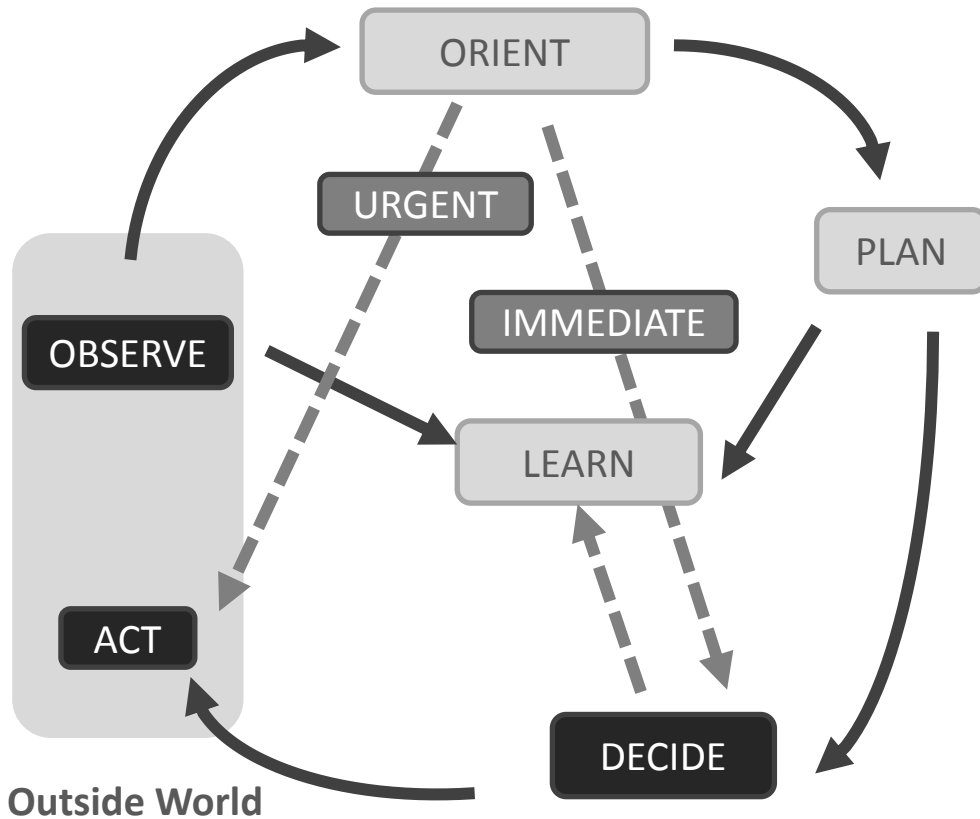 ORIENT
URGENT
PLAN
IMMEDIATE
OBSERVE
LEARN
ACT
DECIDE
Outside World